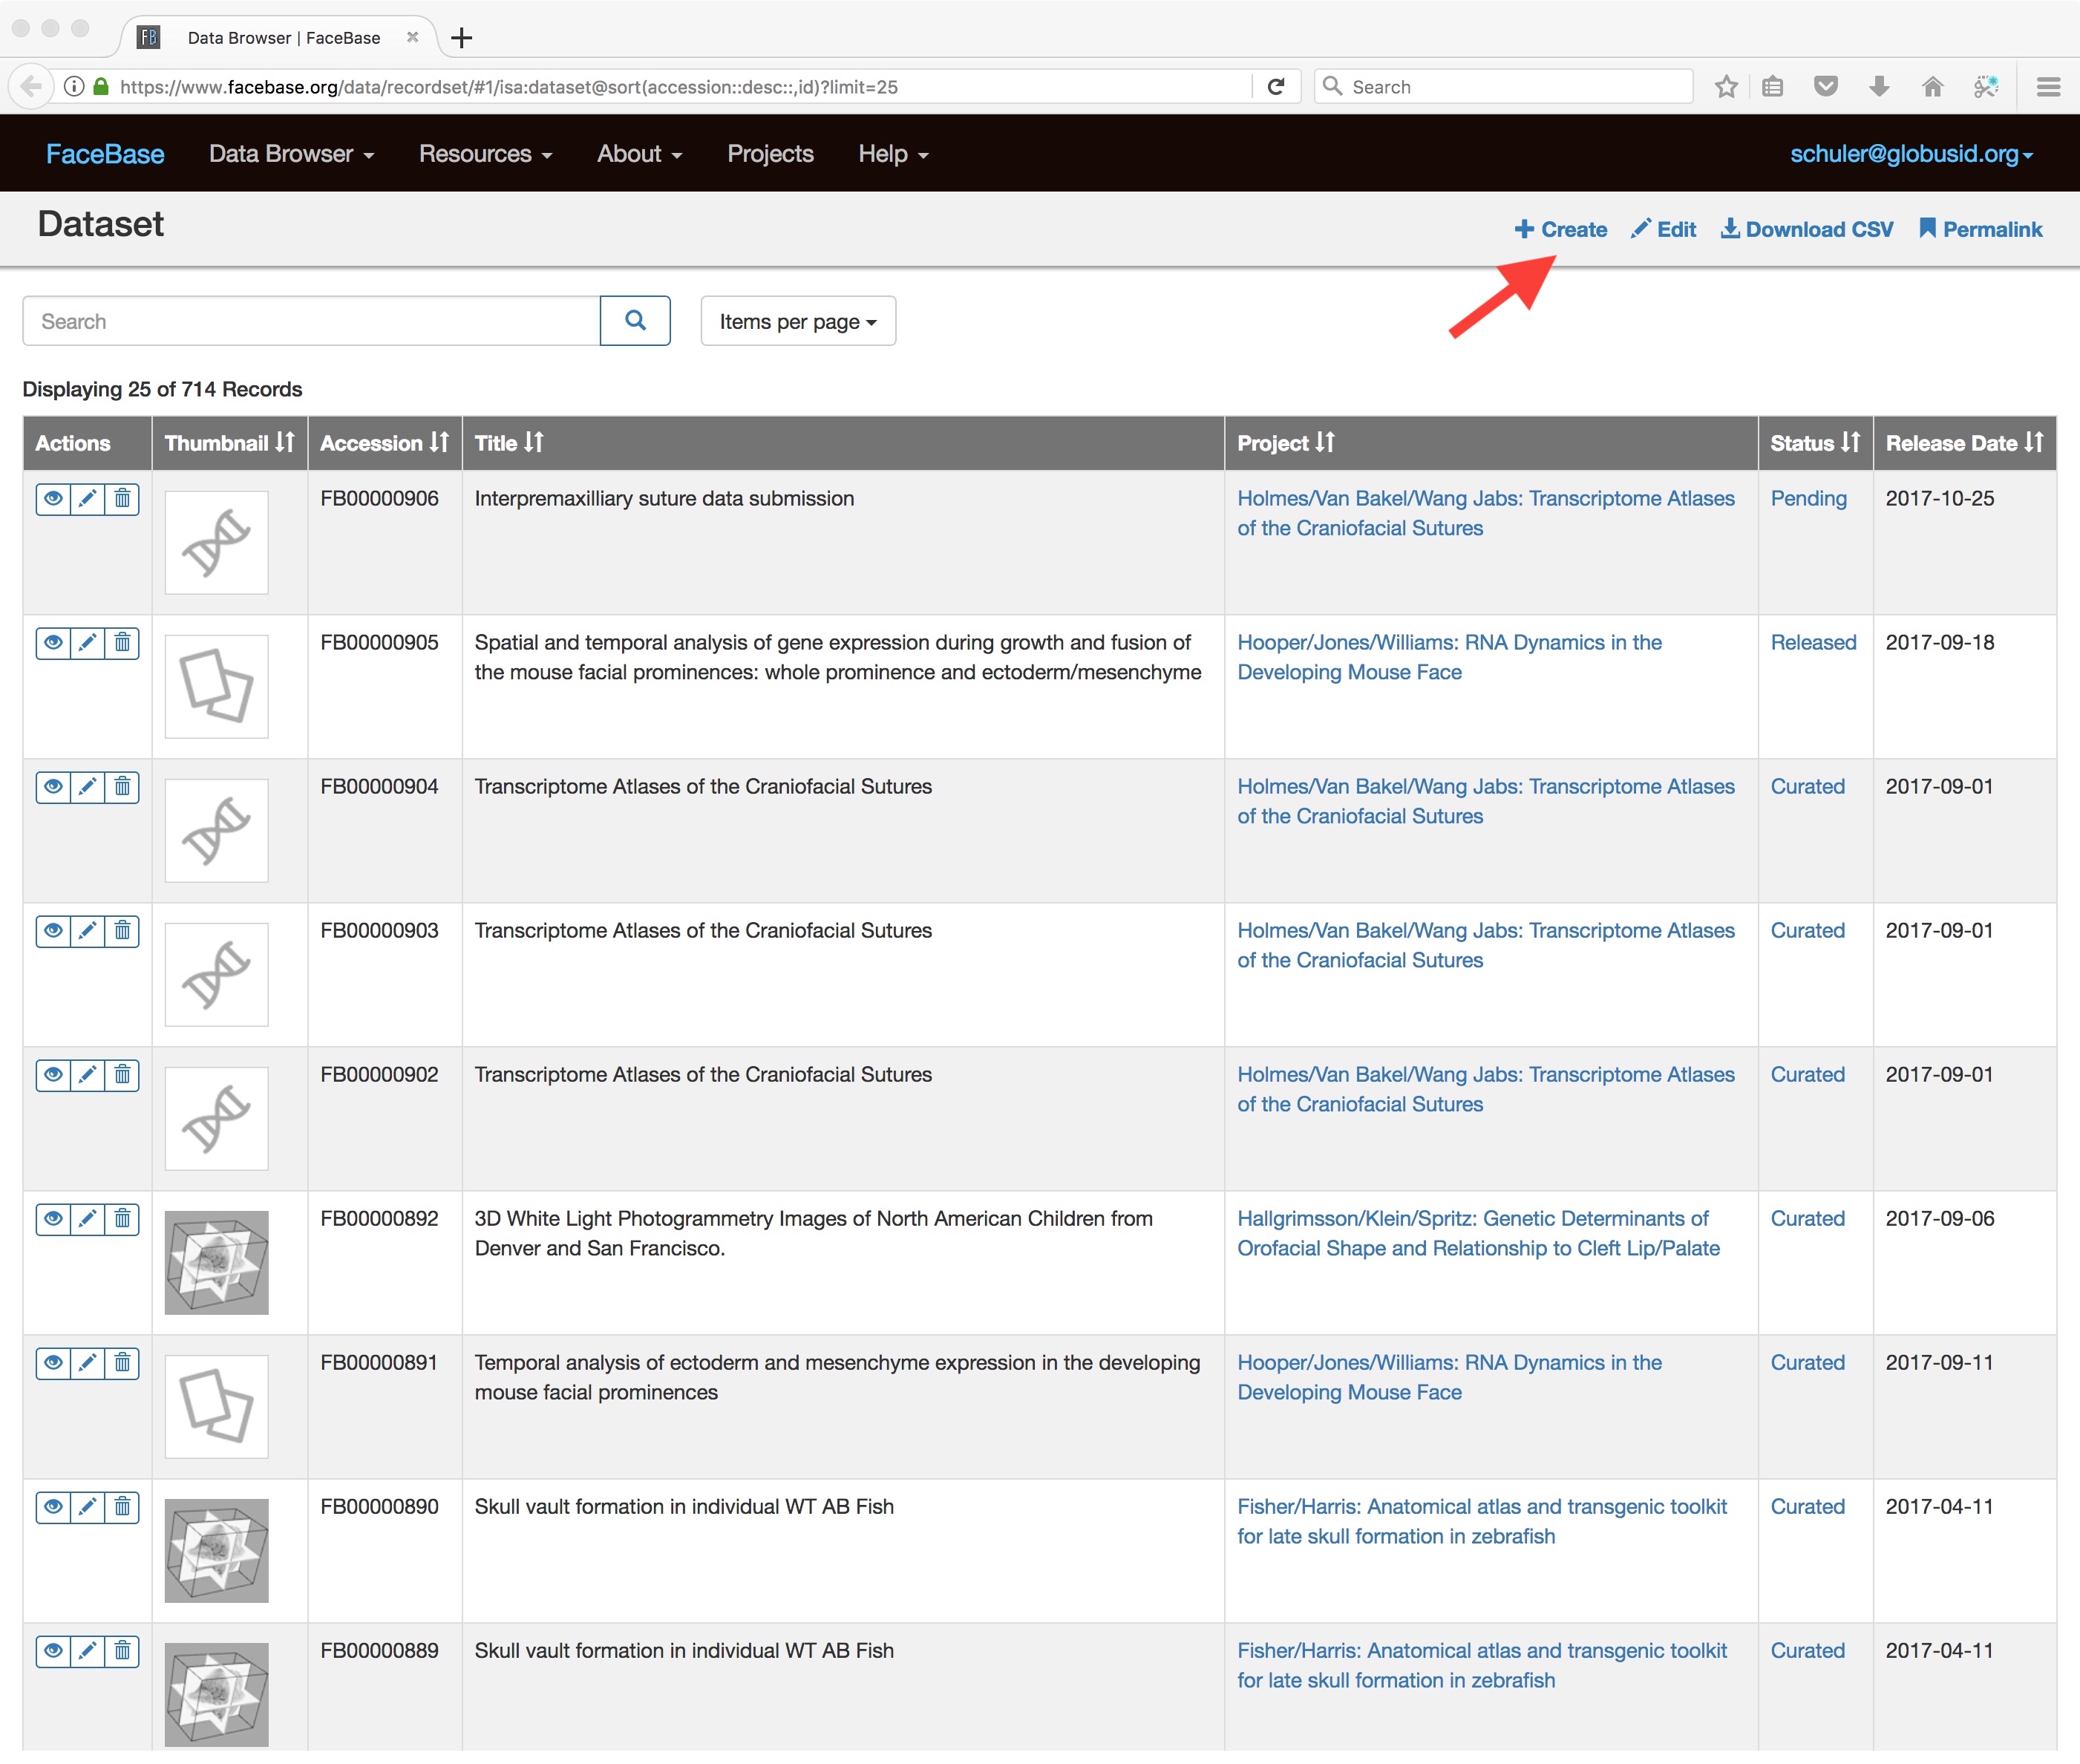 FB Data Browser | FaceBase
https://www.facebase.org/data/recordset/#1/isa:dataset@sort(accession::desc::,id)?limit=25
Search
FaceBase Data Browser Resources About Projects Help schuler@globusid.org
Dataset
Create Edit Download CSV Permalink
Search
Items per page
Displaying 25 of 714 Records
Actions Thumbnail Accession Title Project Status Release Date
FB00000906 Interpremaxilliary suture data submission Holmes/Van Bakel/Wang Jabs: Transcriptome Atlases Pending 2017-10-25
of the Craniofacial Sutures
FB00000905 Spatial and temporal analysis of gene expression during growth and fusion of Hooper/Jones/Williams: RNA Dynamics in the Released 2017-09-18
the mouse facial prominences: whole prominence and ectoderm/mesenchyme Developing Mouse Face
FB00000904 Transcriptome Atlases of the Craniofacial Sutures Holmes/Van Bakel/Wang Jabs: Transcriptome Atlases Curated 2017-09-01
of the Craniofacial Sutures
FB00000903 Transcriptome Atlases of the Craniofacial Sutures Holmes/Van Bakel/Wang Jabs: Transcriptome Atlases Curated 2017-09-01
of the Craniofacial Sutures
FB00000902 Transcriptome Atlases of the Craniofacial Sutures Holmes/Van Bakel/Wang Jabs: Transcriptome Atlases Curated 2017-09-01
of the Craniofacial Sutures
FB00000892 3D White Light Photogrammetry Images of North American Children from Hallgrimsson/Klein/Spritz: Genetic Determinants of Curated 2017-09-06
Denver and San Francisco. Orofacial Shape and Relationship to Cleft Lip/Palate
FB00000891 Temporal analysis of ectoderm and mesenchyme expression in the developing Hooper/Jones/Williams: RNA Dynamics in the Curated 2017-09-11
mouse facial prominences Developing Mouse Face
FB00000890 Skull vault formation in individual WT AB Fish Fisher/Harris: Anatomical atlas and transgenic toolkit Curated 2017-04-11
for late skull formation in zebrafish
FB00000889 Skull vault formation in individual WT AB Fish Fisher/Harris: Anatomical atlas and transgenic toolkit Curated 2017-04-11
for late skull formation in zebrafish